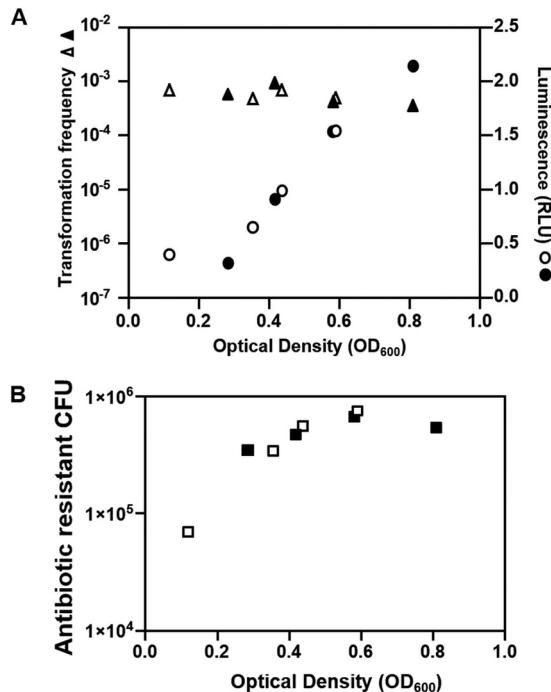 A
Transformation frequency △ ▲
10⁻²
10⁻³
10⁻⁴
10⁻⁵
10⁻⁶
10⁻⁷
2.5
2.0
1.5
1.0
0.5
0.0
Luminescence (RLU) ○ ●
0.0 0.2 0.4 0.6 0.8 1.0
Optical Density (OD₆₀₀)
B
Antibiotic resistant CFU
1×10⁶
1×10⁵
1×10⁴
0.0 0.2 0.4 0.6 0.8 1.0
Optical Density (OD₆₀₀)